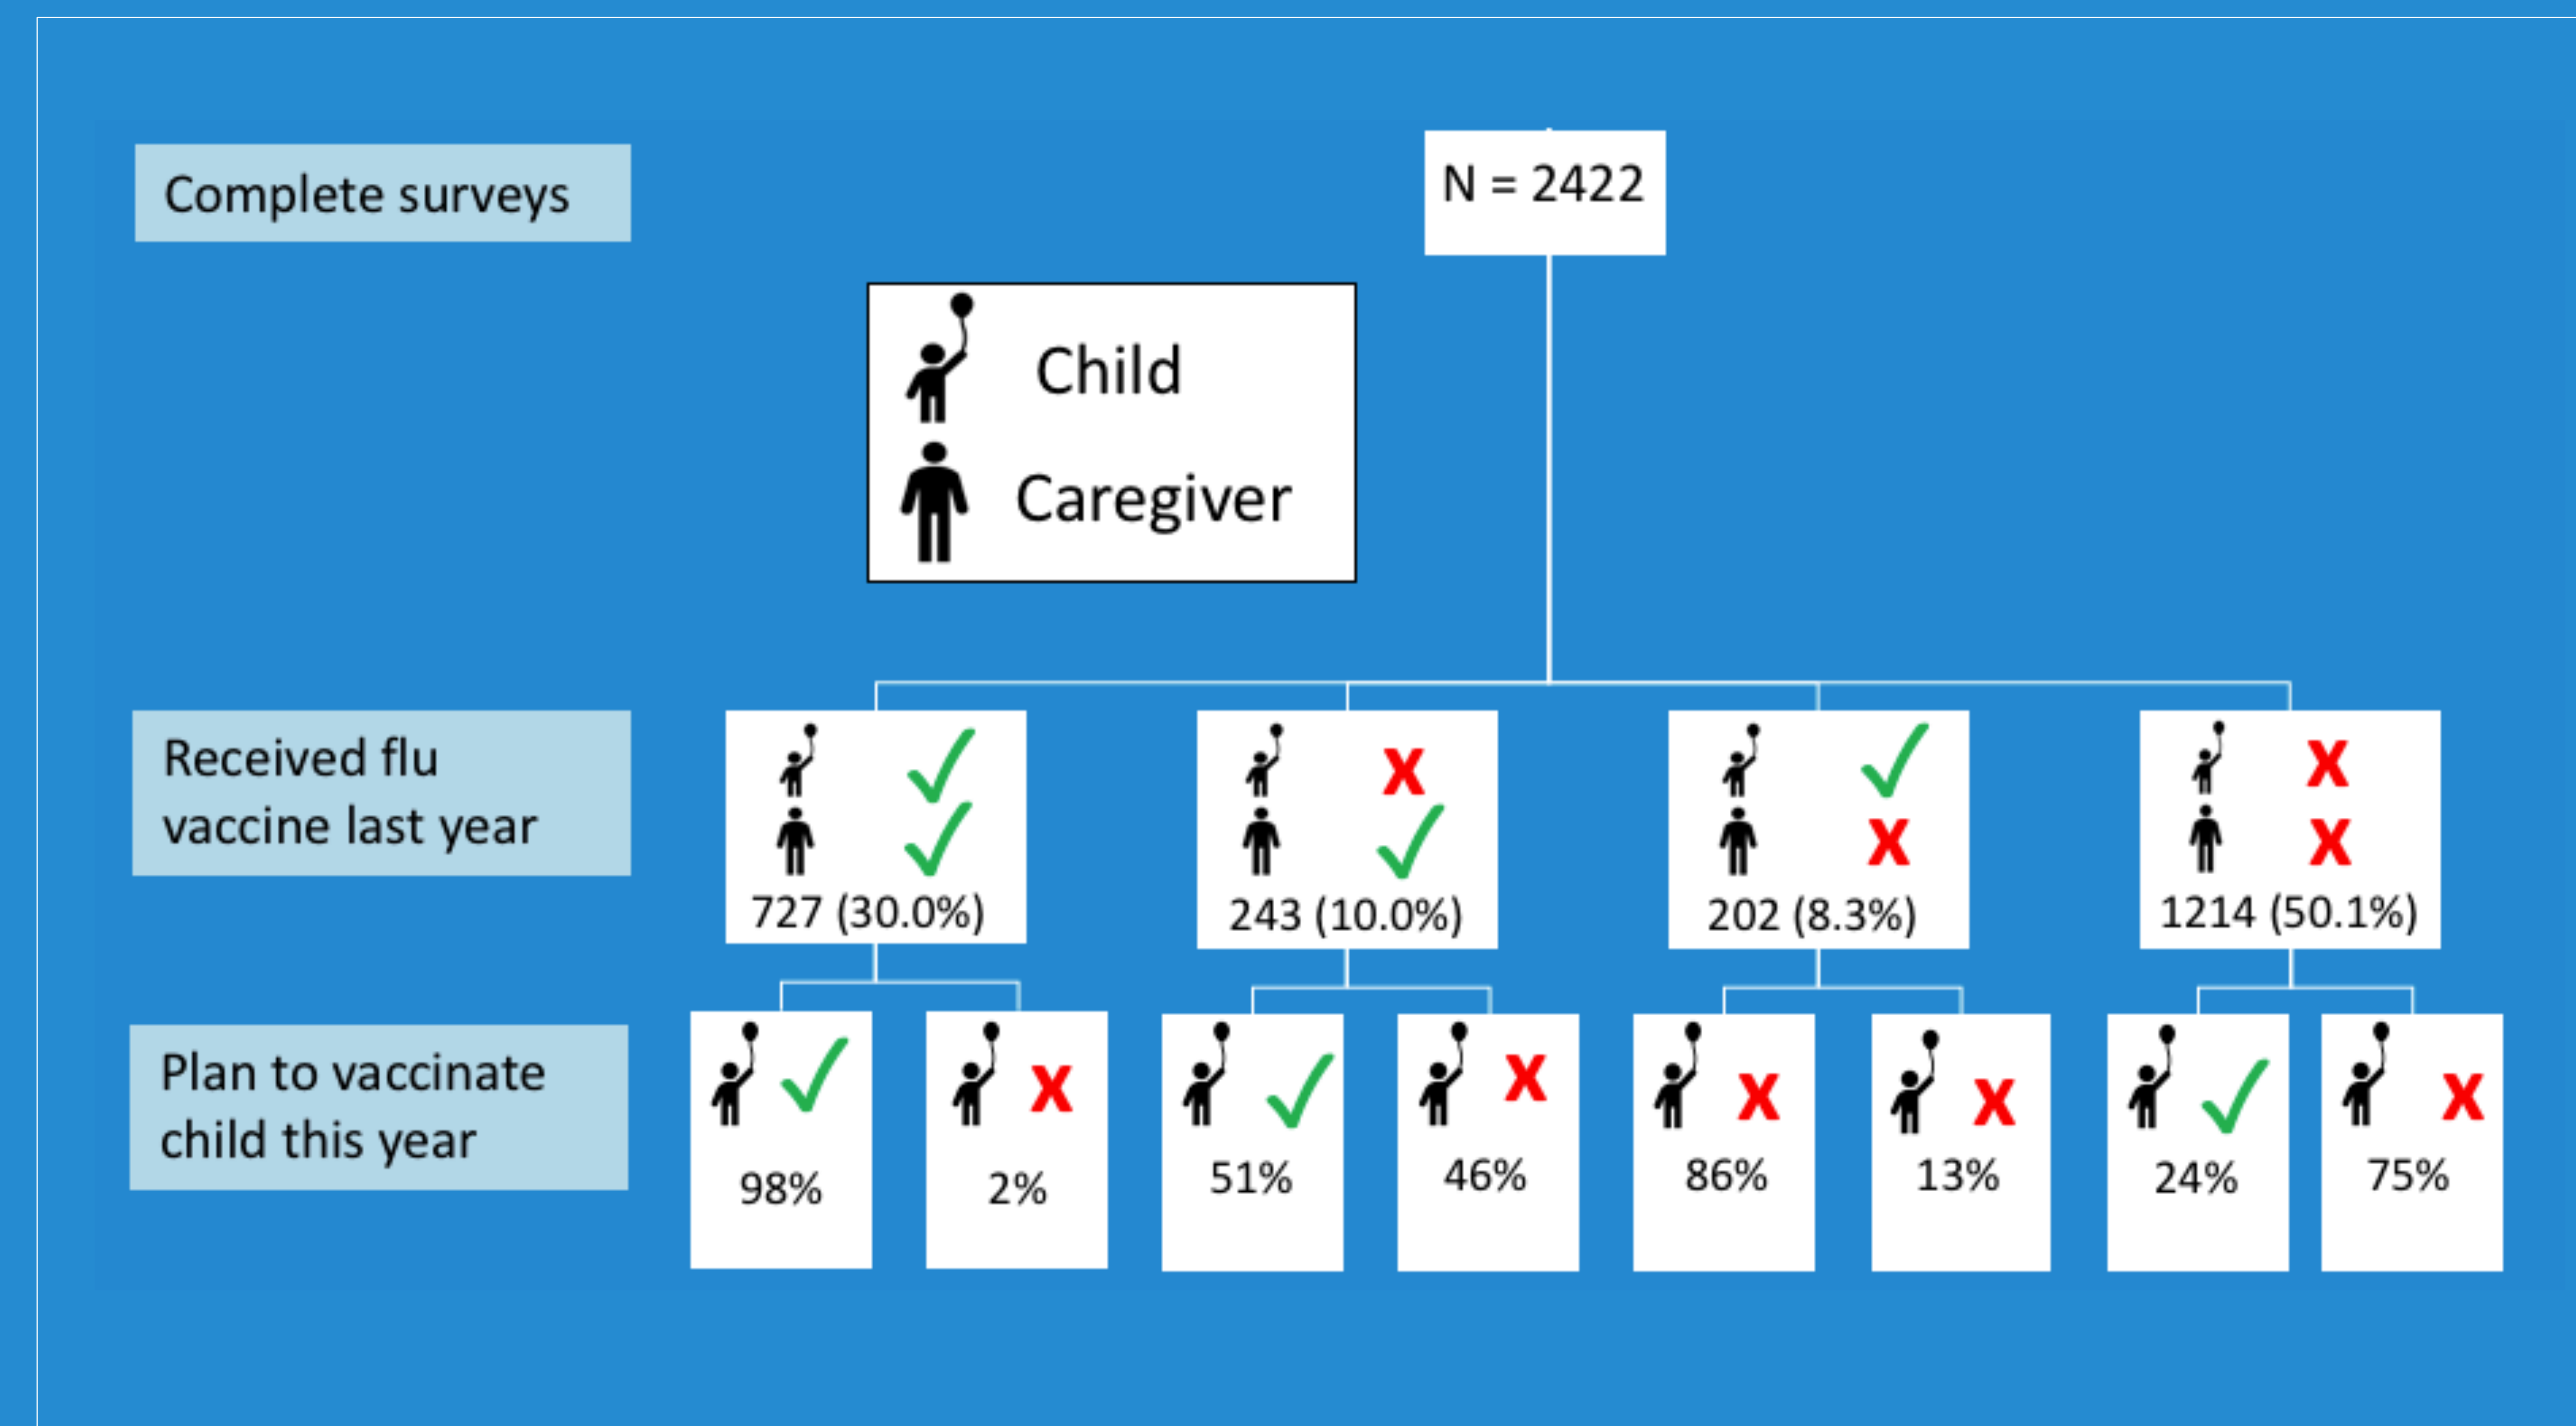 Complete surveys
N = 2422
Child
Caregiver
Received flu
vaccine last year
727 (30.0%)
243 (10.0%)
202 (8.3%)
1214 (50.1%)
Plan to vaccinate
child this year
98%
2%
51%
46%
86%
13%
24%
75%